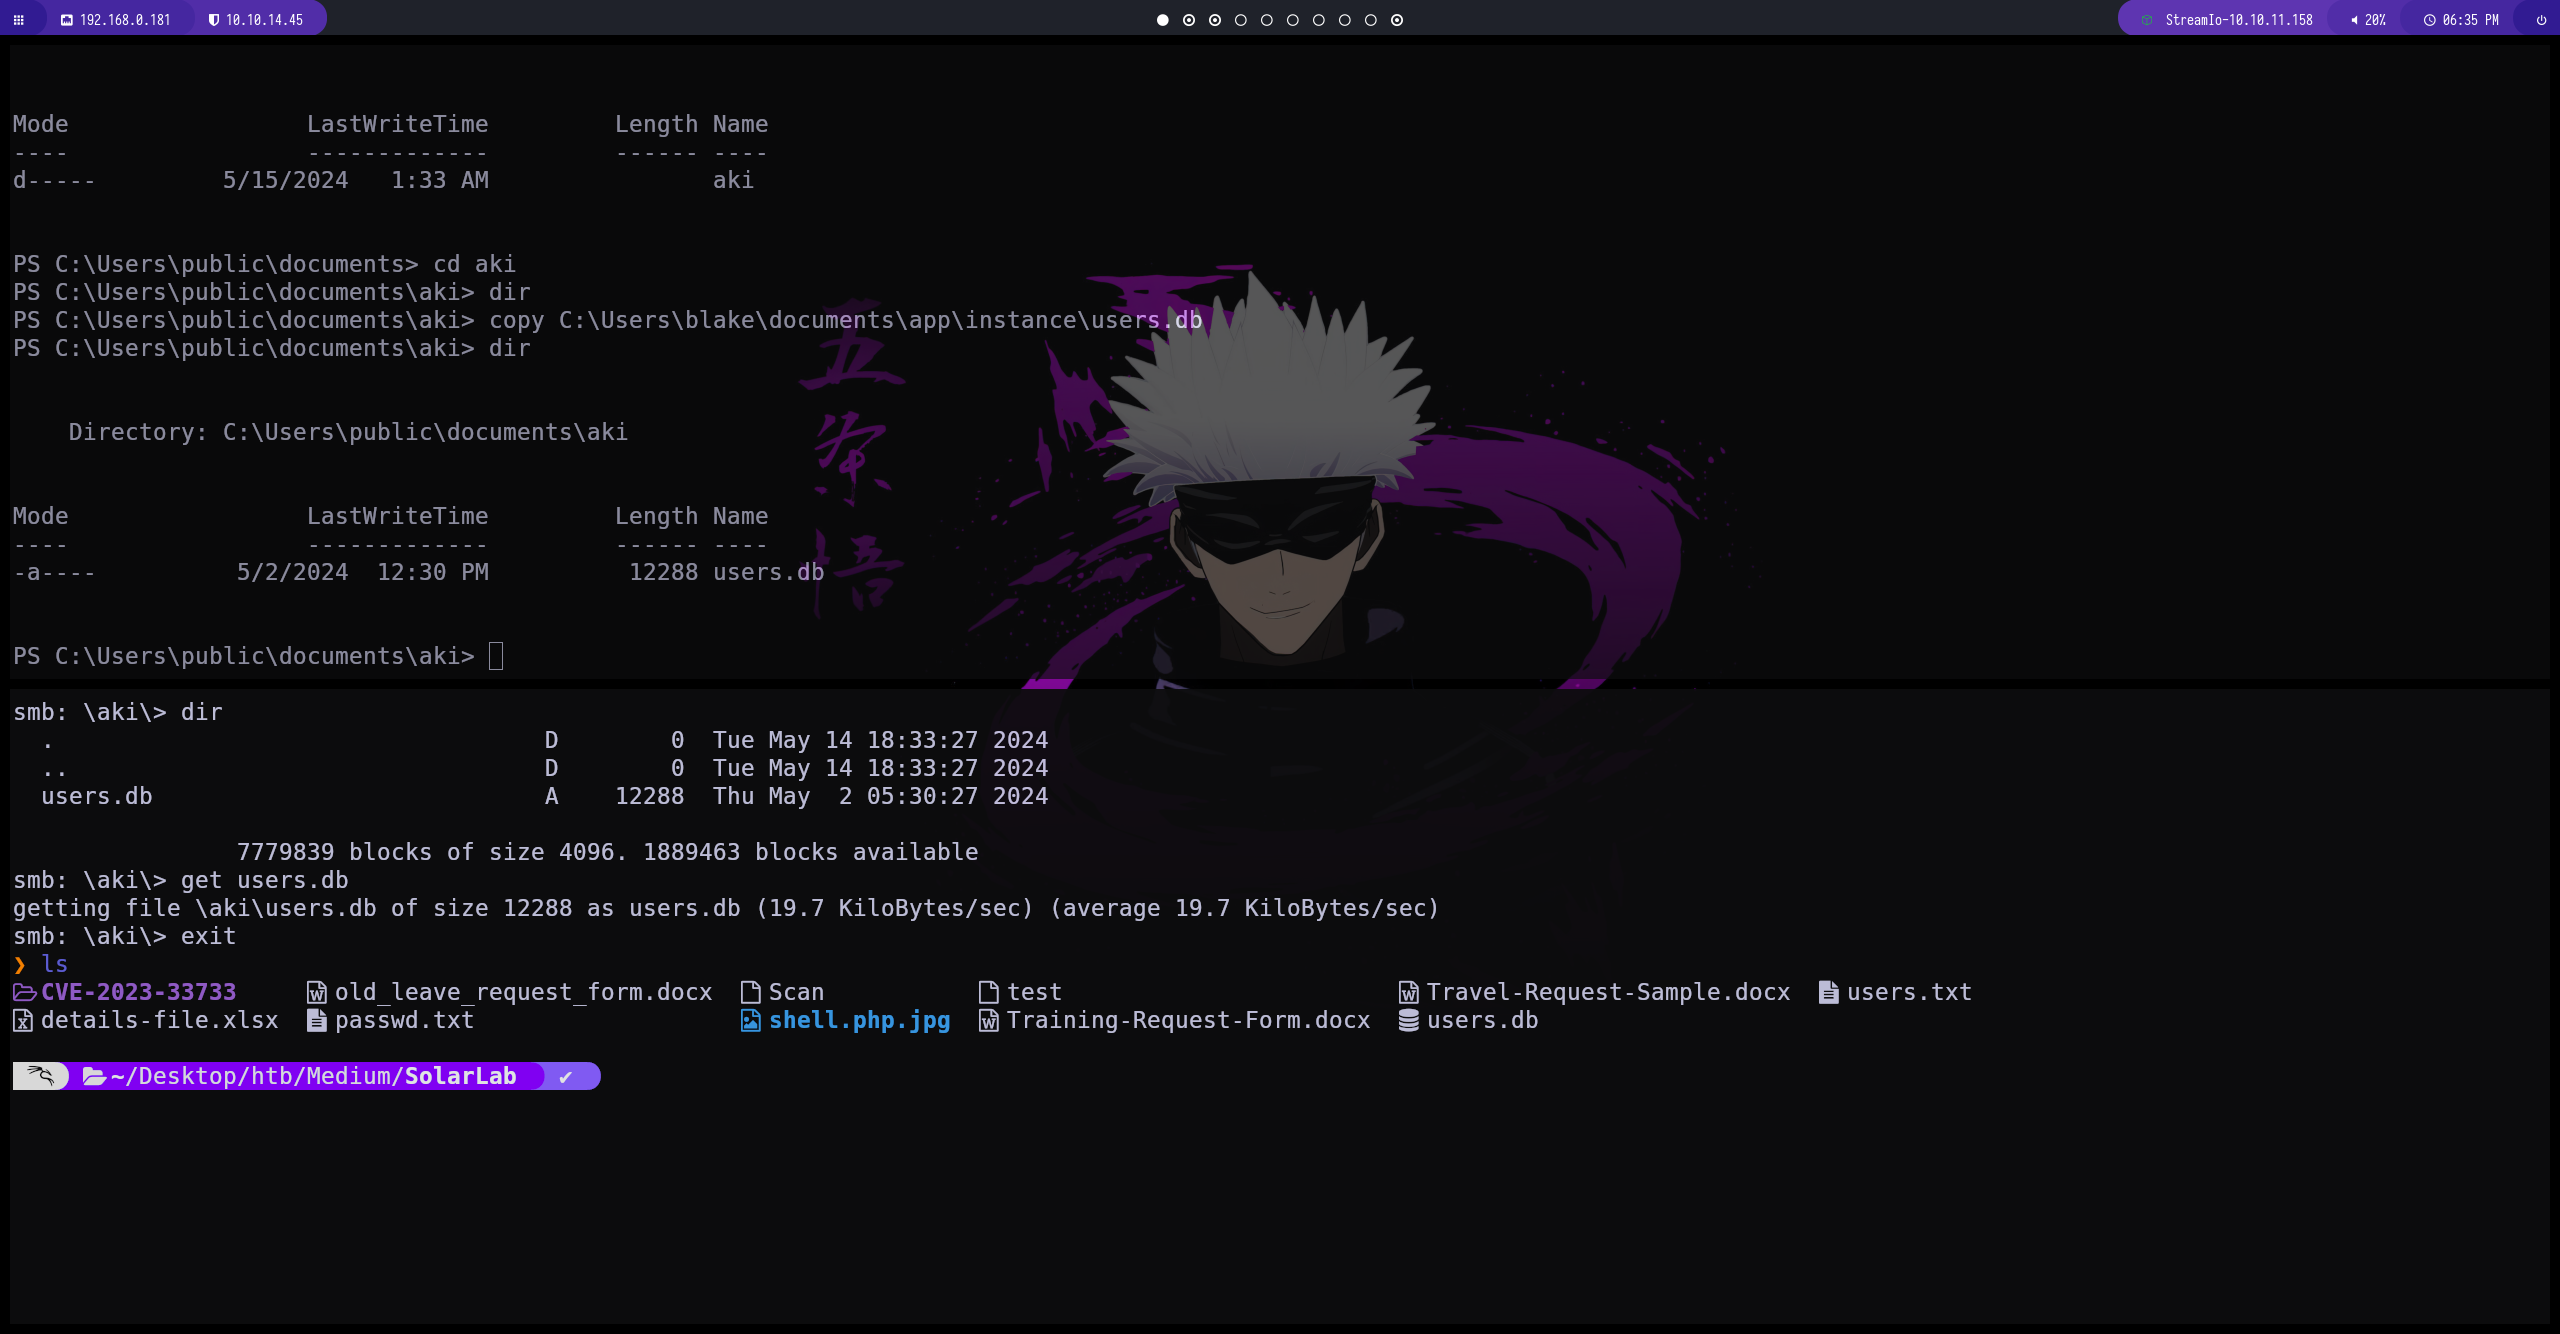 192.168.0.181 10.10.14.45 StreamIo-10.10.11.158 20% 06:35 PM
Mode                 LastWriteTime         Length Name
----                 -------------         ------ ----
d-----         5/15/2024   1:33 AM                aki
PS C:\Users\public\documents> cd aki
PS C:\Users\public\documents\aki> dir
PS C:\Users\public\documents\aki> copy C:\Users\blake\documents\app\instance\users.db
PS C:\Users\public\documents\aki> dir
    Directory: C:\Users\public\documents\aki
Mode                 LastWriteTime         Length Name
----                 -------------         ------ ----
-a----          5/2/2024  12:30 PM          12288 users.db
PS C:\Users\public\documents\aki>
五条悟
smb: \aki\> dir
  .                                   D        0  Tue May 14 18:33:27 2024
  ..                                  D        0  Tue May 14 18:33:27 2024
  users.db                            A    12288  Thu May  2 05:30:27 2024
                7779839 blocks of size 4096. 1889463 blocks available
smb: \aki\> get users.db
getting file \aki\users.db of size 12288 as users.db (19.7 KiloBytes/sec) (average 19.7 KiloBytes/sec)
smb: \aki\> exit
❯ ls
CVE-2023-33733 old_leave_request_form.docx Scan test Travel-Request-Sample.docx users.txt
details-file.xlsx passwd.txt shell.php.jpg Training-Request-Form.docx users.db
~/Desktop/htb/Medium/SolarLab ✔